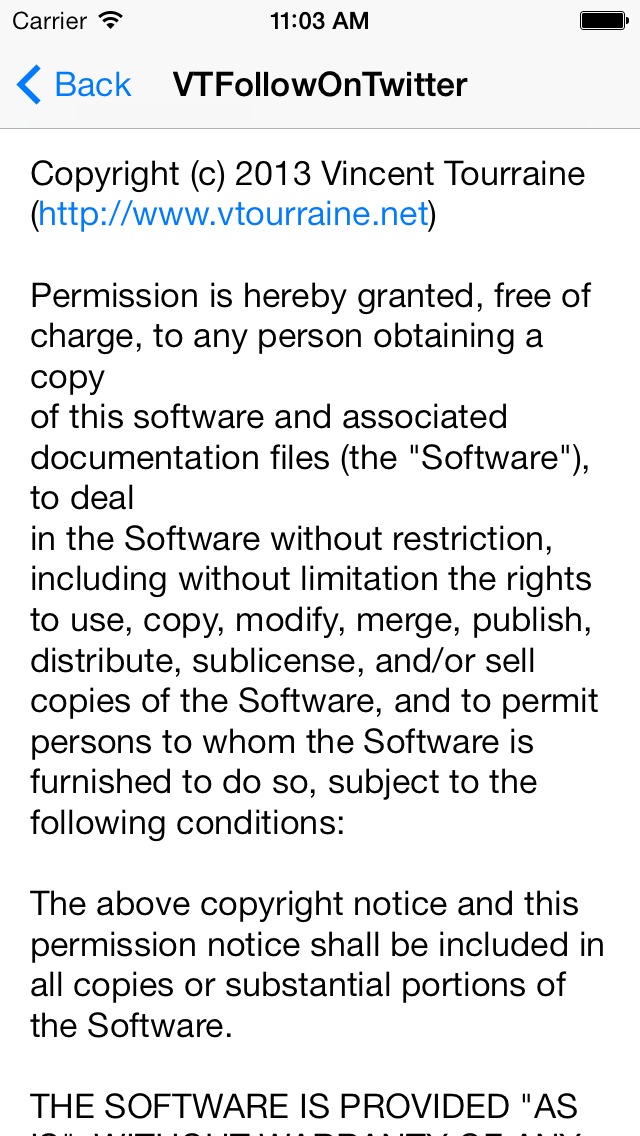 Carrier 11:03 AM
Back VTFollowOnTwitter
Copyright (c) 2013 Vincent Tourraine
(http://www.vtourraine.net)
Permission is hereby granted, free of
charge, to any person obtaining a
copy
of this software and associated
documentation files (the "Software"),
to deal
in the Software without restriction,
including without limitation the rights
to use, copy, modify, merge, publish,
distribute, sublicense, and/or sell
copies of the Software, and to permit
persons to whom the Software is
furnished to do so, subject to the
following conditions:
The above copyright notice and this
permission notice shall be included in
all copies or substantial portions of
the Software.
THE SOFTWARE IS PROVIDED "AS
IS", WITHOUT WARRANTY OF ANY